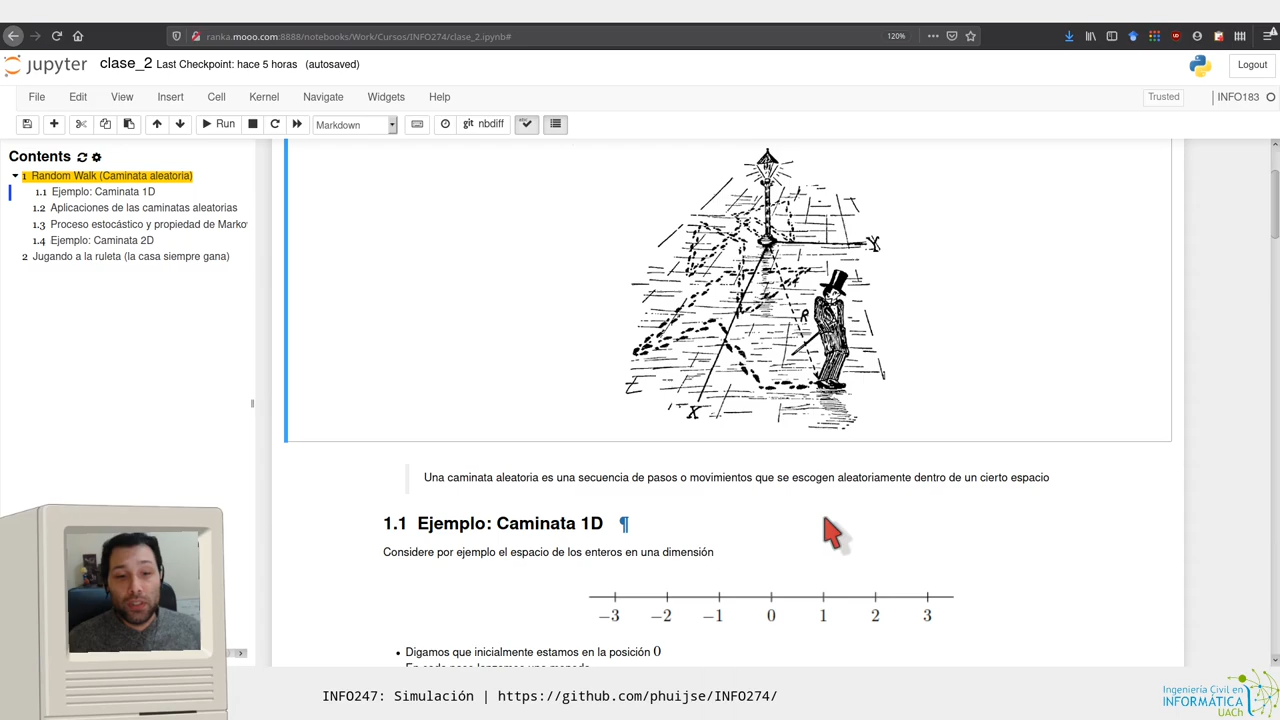 ranka.mooo.com:8888/notebooks/Work/Cursos/INFO274/clase_2.ipynb# 120%
jupyter clase_2 Last Checkpoint: hace 5 horas (autosaved) Logout
File Edit View Insert Cell Kernel Navigate Widgets Help Trusted INFO183
Run Markdown git nbdiff
Contents
1 Random Walk (Caminata aleatoria)
1.1 Ejemplo: Caminata 1D
1.2 Aplicaciones de las caminatas aleatorias
1.3 Proceso estocástico y propiedad de Marko
1.4 Ejemplo: Caminata 2D
2 Jugando a la ruleta (la casa siempre gana)
Y
R
X
Una caminata aleatoria es una secuencia de pasos o movimientos que se escogen aleatoriamente dentro de un cierto espacio
1.1 Ejemplo: Caminata 1D ¶
Considere por ejemplo el espacio de los enteros en una dimensión
−3 −2 −1 0 1 2 3
• Digamos que inicialmente estamos en la posición 0
INFO247: Simulación | https://github.com/phuijse/INFO274/
Ingeniería Civil en
INFORMÁTICA
UACh